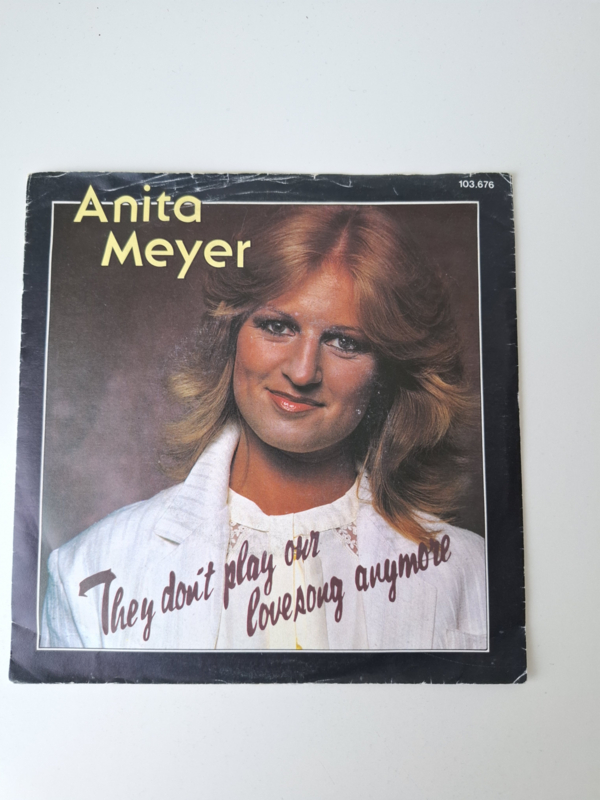 103.676
Anita
Meyer
They don't play our
lovesong anymore